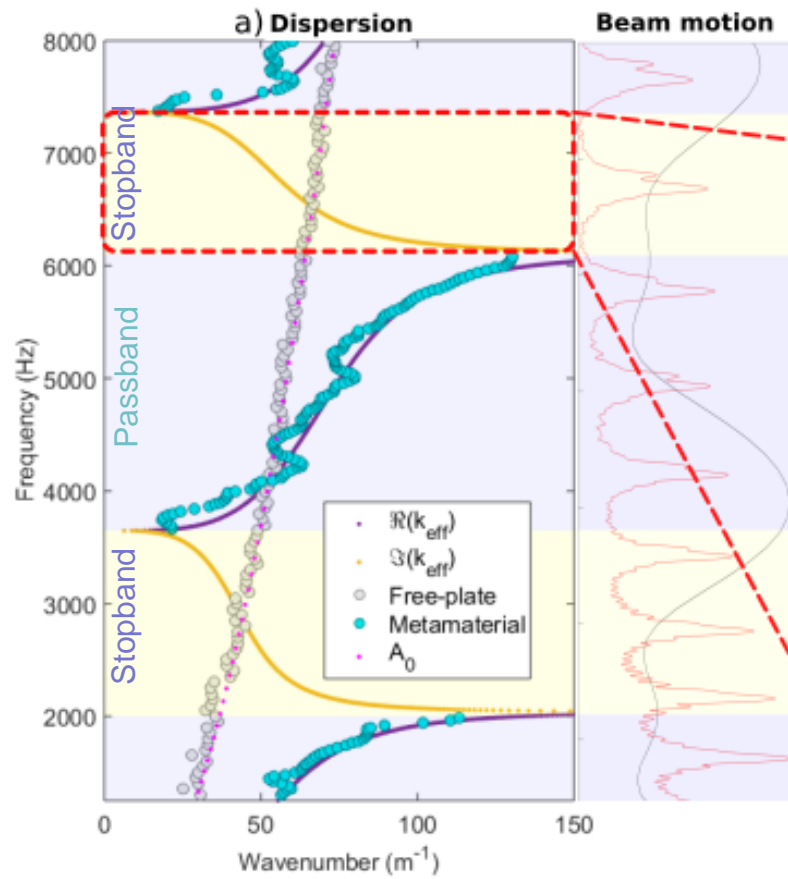 a) Dispersion
Beam motion
8000
7000
6000
5000
4000
3000
2000
Frequency (Hz)
Stopband
Passband
Stopband
ℜ(k_eff)
ℑ(k_eff)
Free-plate
Metamaterial
A_0
0
50
100
150
Wavenumber (m⁻¹)